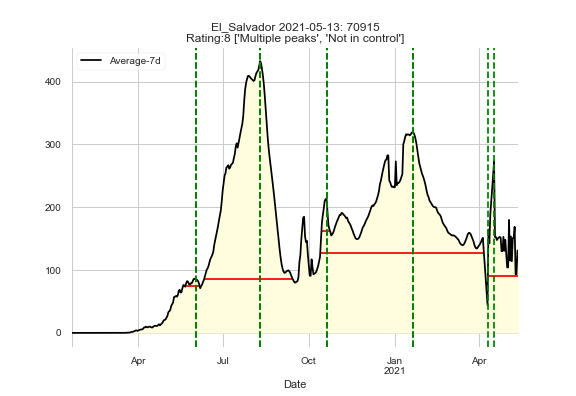 El_Salvador 2021-05-13: 70915
Rating:8 ['Multiple peaks', 'Not in control']
Average-7d
400
300
200
100
0
Apr
Jul
Oct
Jan
2021
Apr
Date